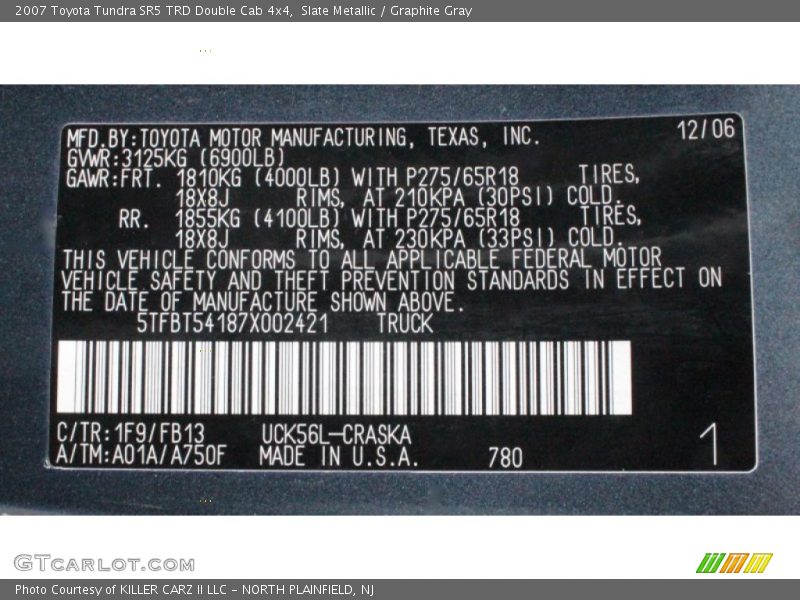 2007 Toyota Tundra SR5 TRD Double Cab 4x4,  Slate Metallic / Graphite Gray
MFD.BY:TOYOTA MOTOR MANUFACTURING, TEXAS, INC. 12/06
GVWR:3125KG (6900LB)
GAWR:FRT. 1810KG (4000LB) WITH P275/65R18 TIRES,
18X8J RIMS, AT 210KPA (30PSI) COLD.
RR. 1855KG (4100LB) WITH P275/65R18 TIRES,
18X8J RIMS, AT 230KPA (33PSI) COLD.
THIS VEHICLE CONFORMS TO ALL APPLICABLE FEDERAL MOTOR
VEHICLE SAFETY AND THEFT PREVENTION STANDARDS IN EFFECT ON
THE DATE OF MANUFACTURE SHOWN ABOVE.
5TFBT54187X002421 TRUCK
C/TR:1F9/FB13 UCK56L-CRASKA
A/TM:A01A/A750F MADE IN U.S.A. 780 1
GTCARLOT.COM
Photo Courtesy of KILLER CARZ II LLC - NORTH PLAINFIELD, NJ